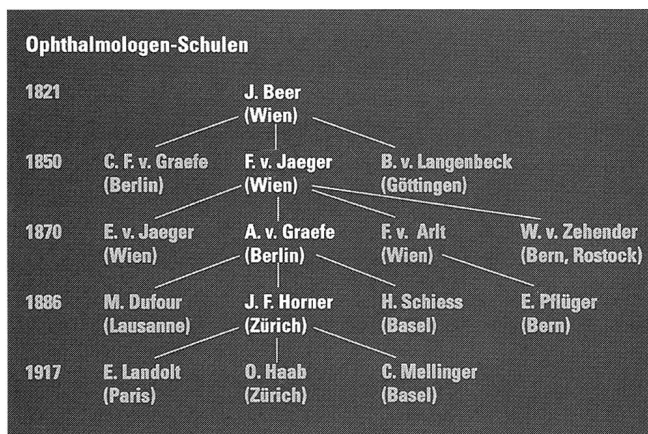 Ophthalmologen-Schulen
1821 J. Beer
(Wien)
1850 C. F. v. Graefe F. v. Jaeger B. v. Langenbeck
(Berlin) (Wien) (Göttingen)
1870 E. v. Jaeger A. v. Graefe F. v. Arlt W. v. Zehender
(Wien) (Berlin) (Wien) (Bern, Rostock)
1886 M. Dufour J. F. Horner H. Schiess E. Pflüger
(Lausanne) (Zürich) (Basel) (Bern)
1917 E. Landolt O. Haab C. Mellinger
(Paris) (Zürich) (Basel)